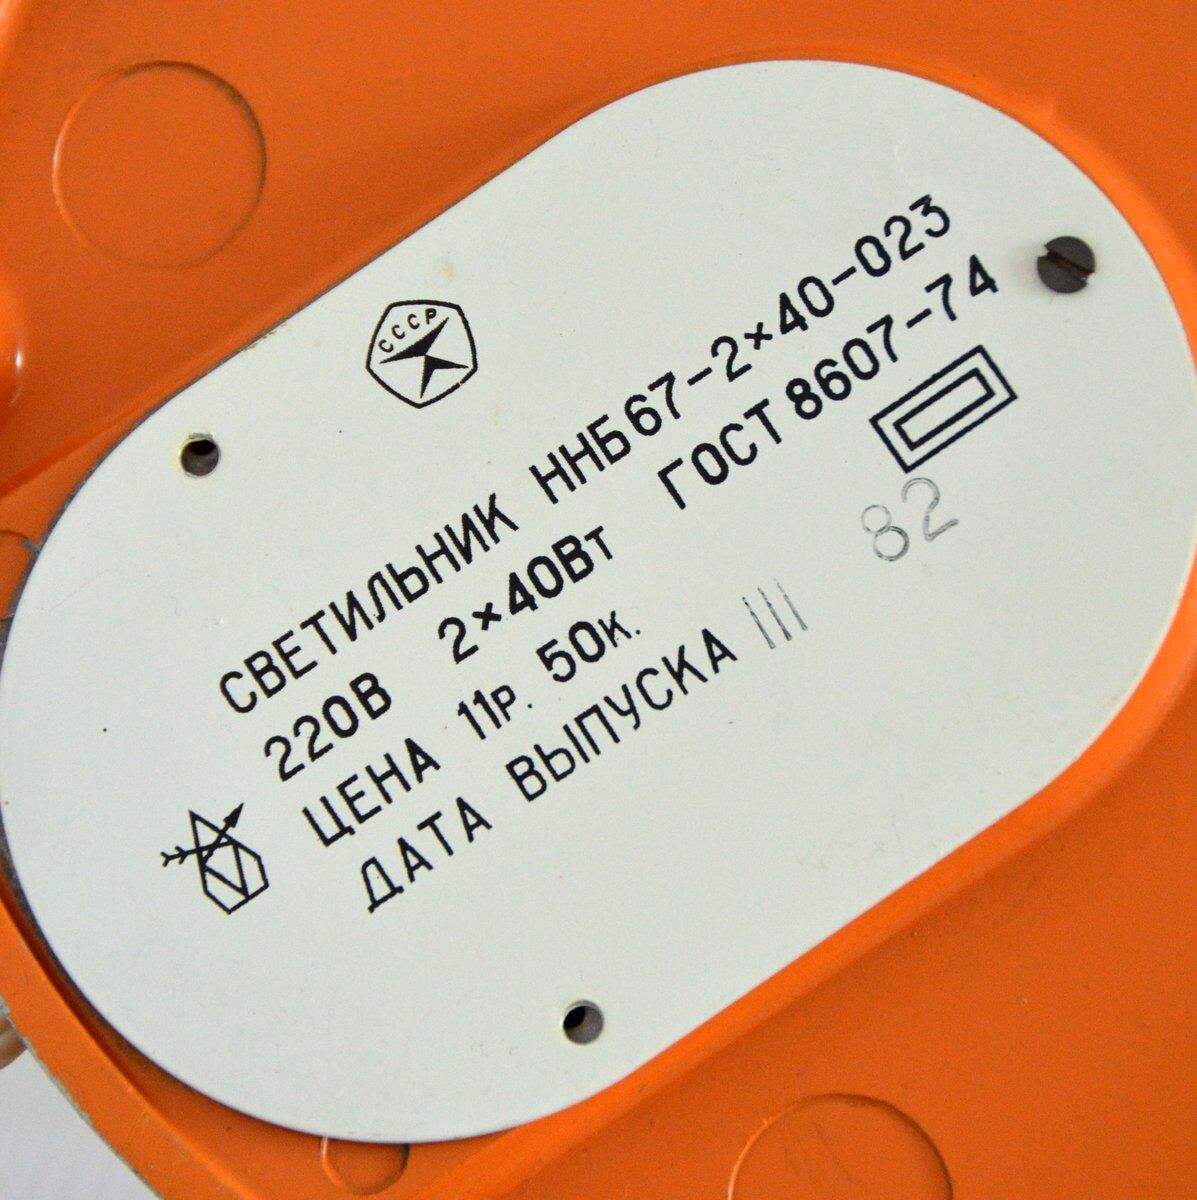 СССР
СВЕТИЛЬНИК ННБ67-2×40-023
220В 2×40Вт ГОСТ 8607-74
ЦЕНА 11р. 50к.
ДАТА ВЫПУСКА III 82